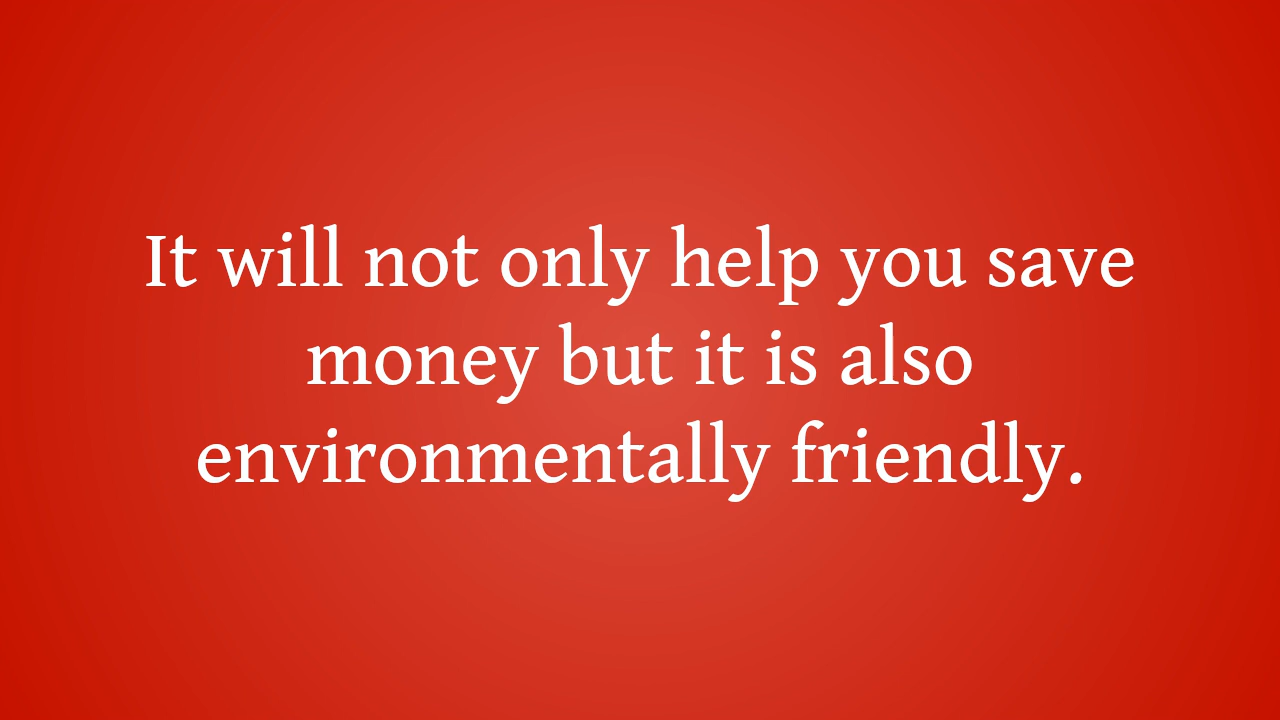 It will not only help you save
money but it is also
environmentally friendly.